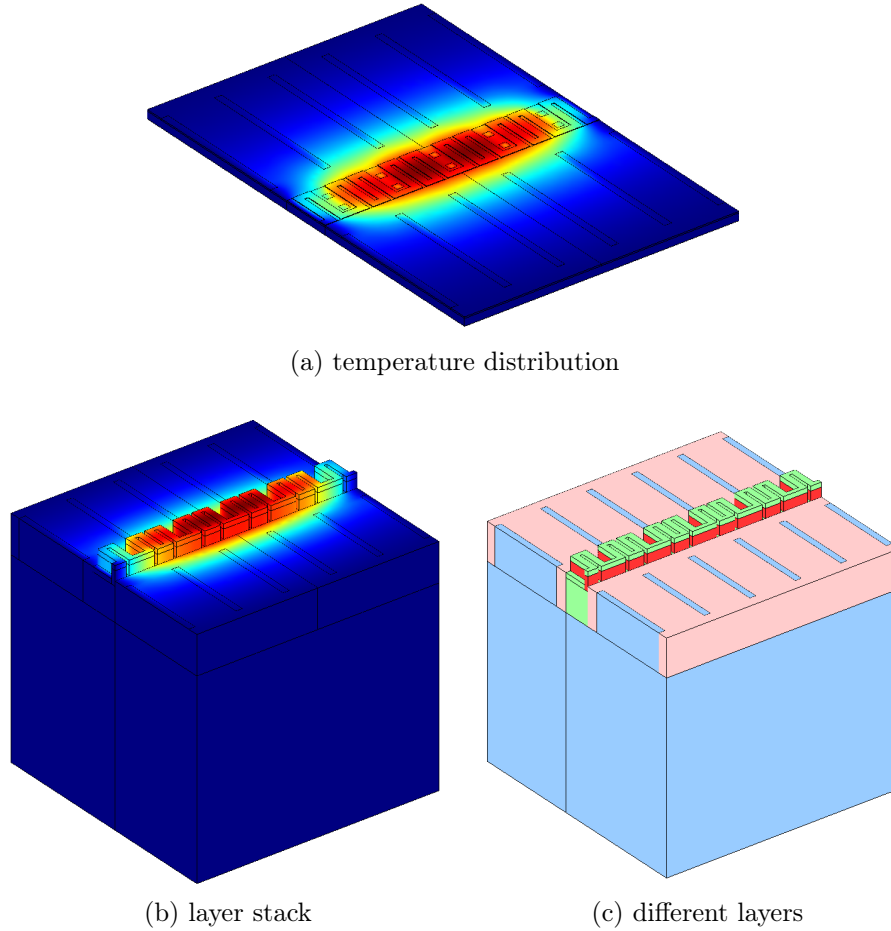 (a) temperature distribution
(b) layer stack
(c) different layers